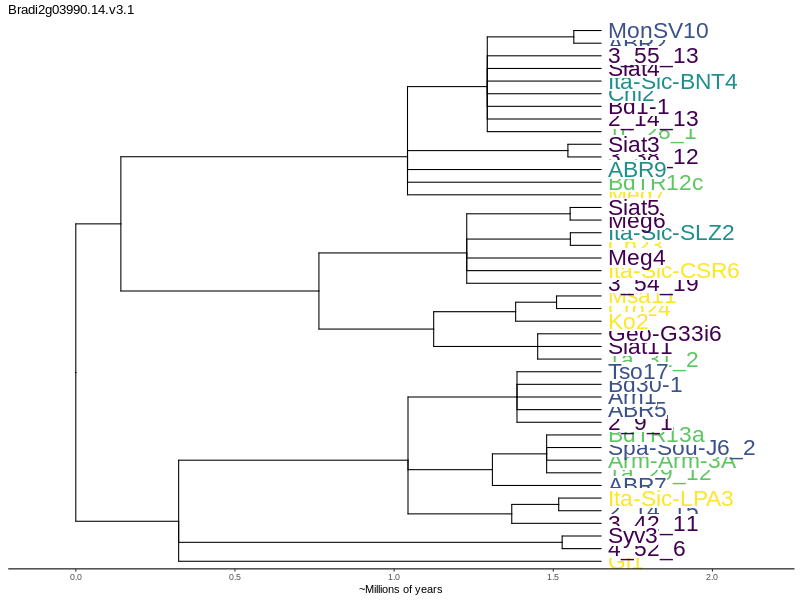 Bradi2g03990.14.v3.1
MonSV10
ABR2
3_55_13
Siat4
Ita-Sic-BNT4
Bd1-1
2_14_13
Siat3
ABR9
BdTR12c
Siat5
Meg6
Ita-Sic-SLZ2
Meg4
Ita-Sic-CSR6
3_54_19
Msa11
Ko2
Geo-G33i6
Siat11
Tso17
Bd30-1
ABR5
2_9_1
BdTR13a
Spa-Sou-J6_2
Arm-Arm-3A
ABR7
Ita-Sic-LPA3
3_42_11
Syv3
4_52_6
0.0 0.5 1.0 1.5 2.0
~Millions of years